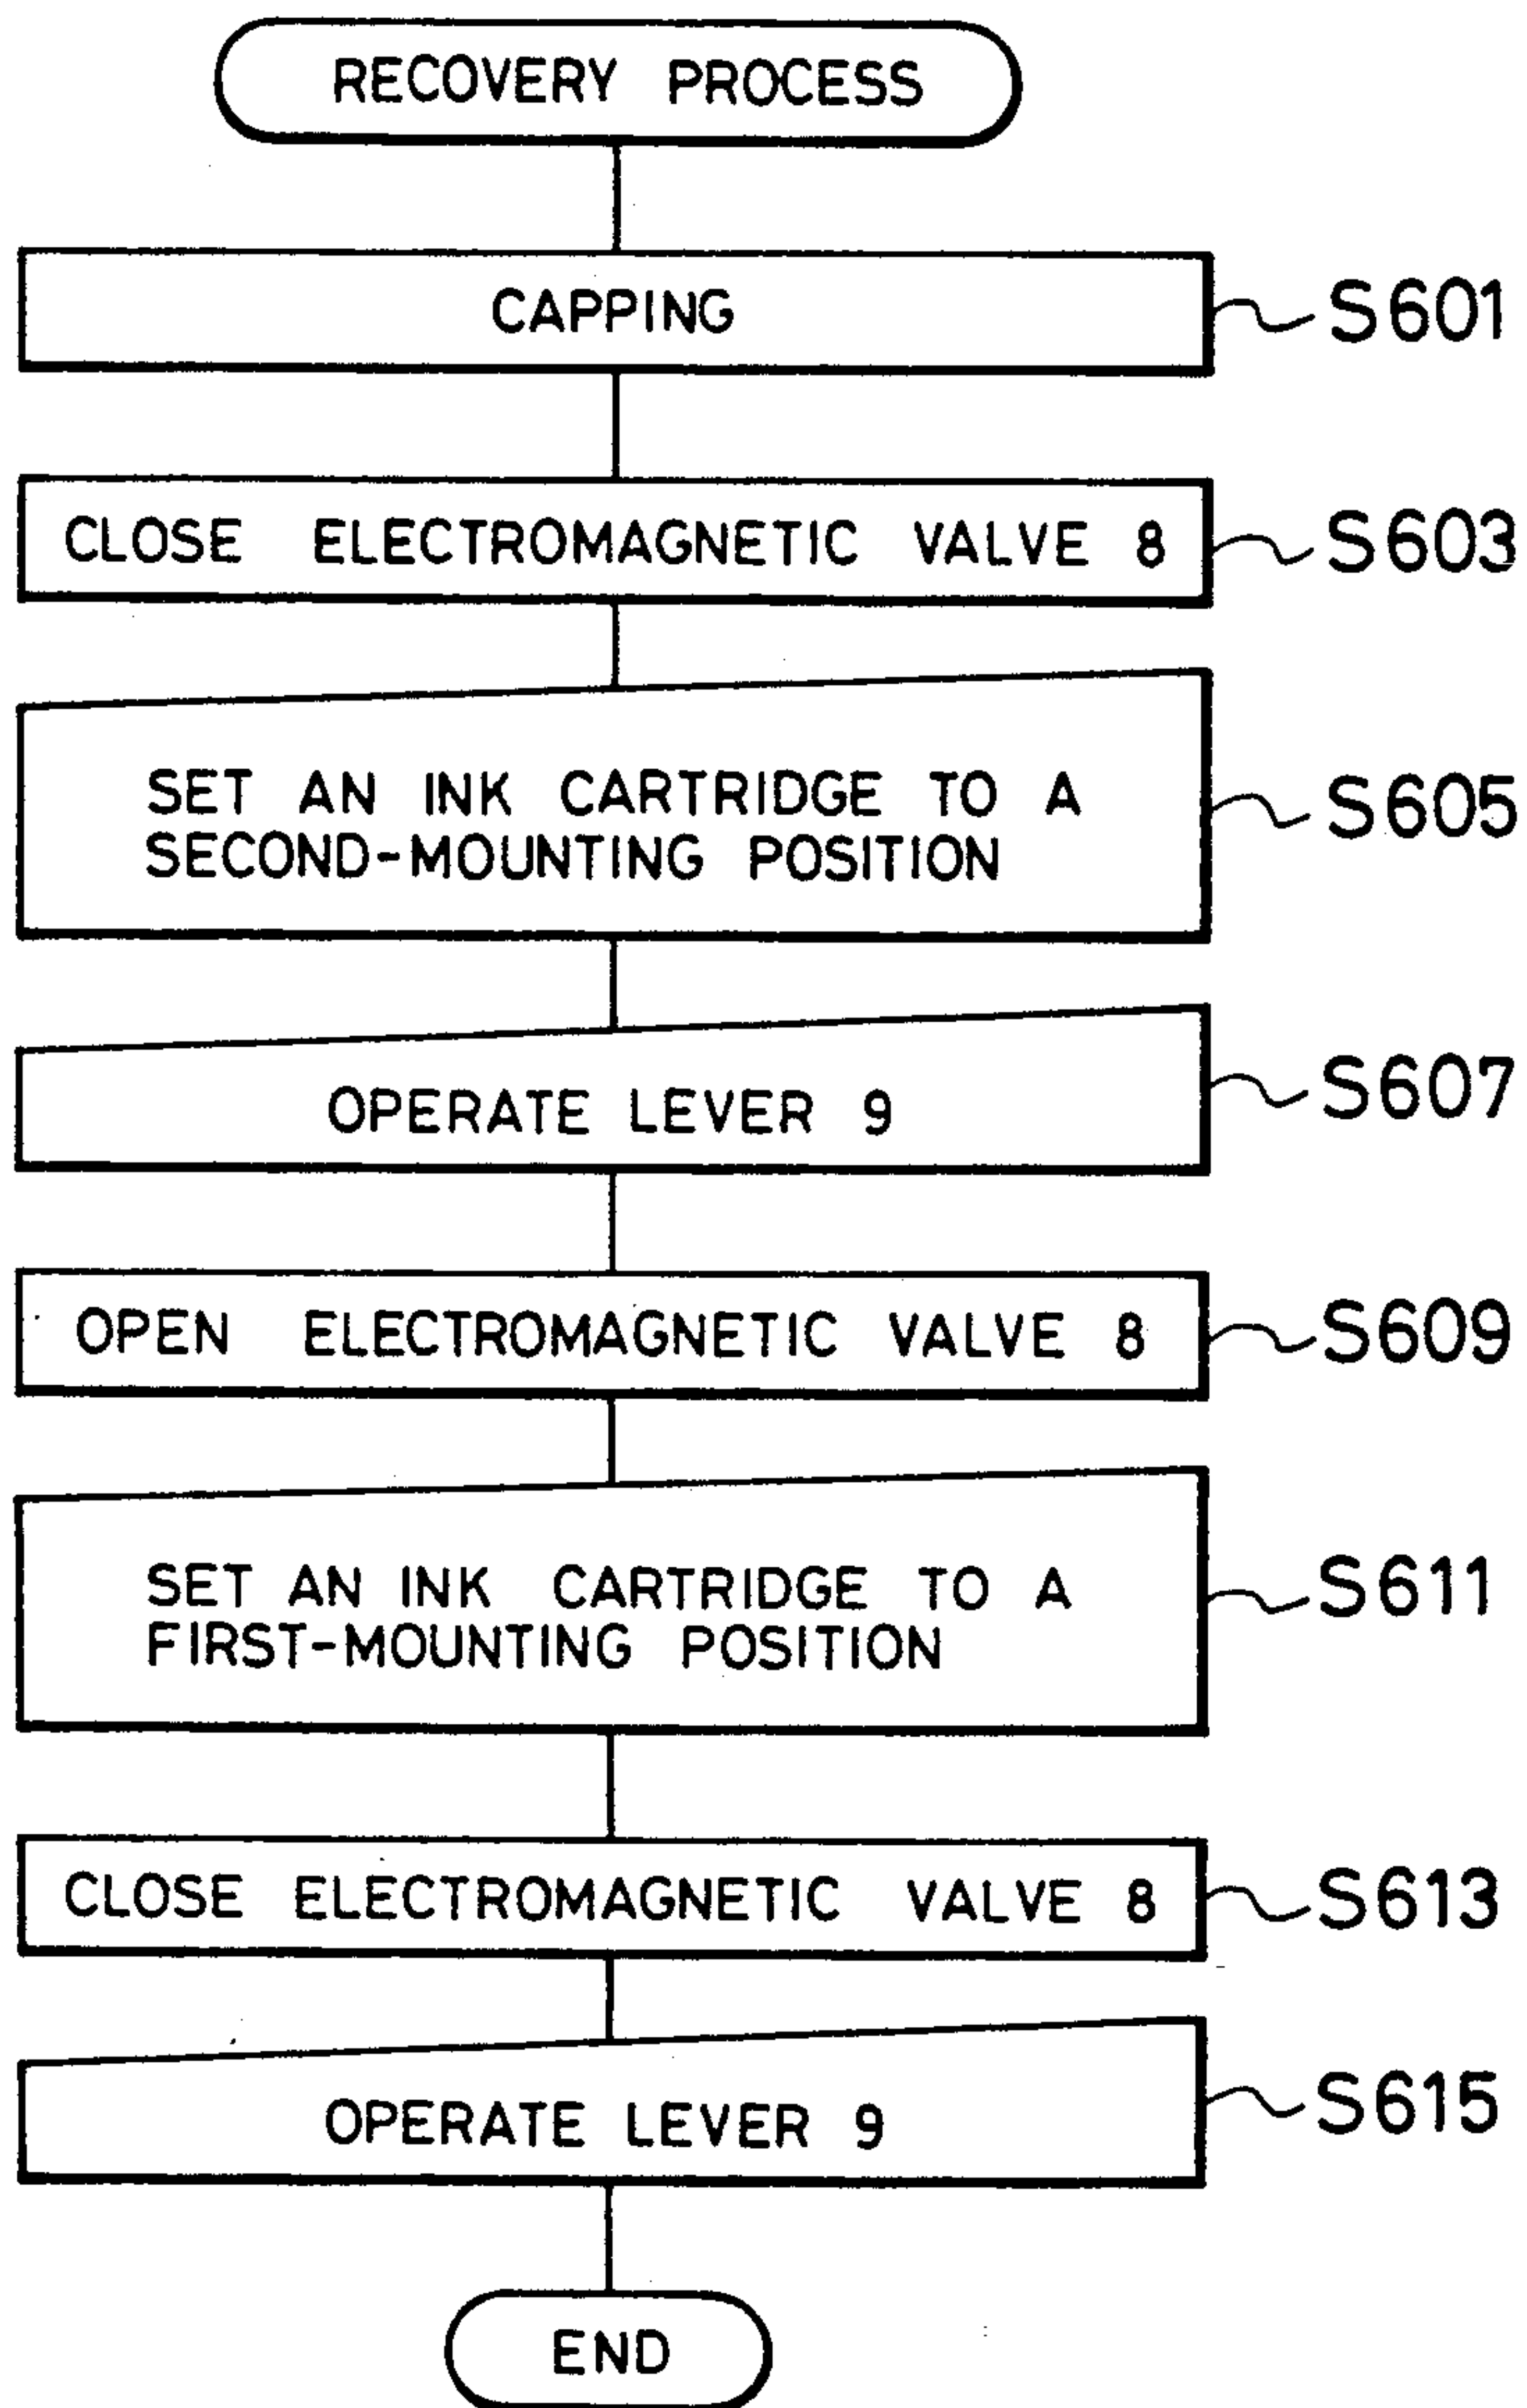 RECOVERY PROCESS
CAPPING
S601
CLOSE ELECTROMAGNETIC VALVE 8
S603
SET AN INK CARTRIDGE TO A
SECOND-MOUNTING POSITION
S605
OPERATE LEVER 9
S607
OPEN ELECTROMAGNETIC VALVE 8
S609
SET AN INK CARTRIDGE TO A
FIRST-MOUNTING POSITION
S611
CLOSE ELECTROMAGNETIC VALVE 8
S613
OPERATE LEVER 9
S615
END